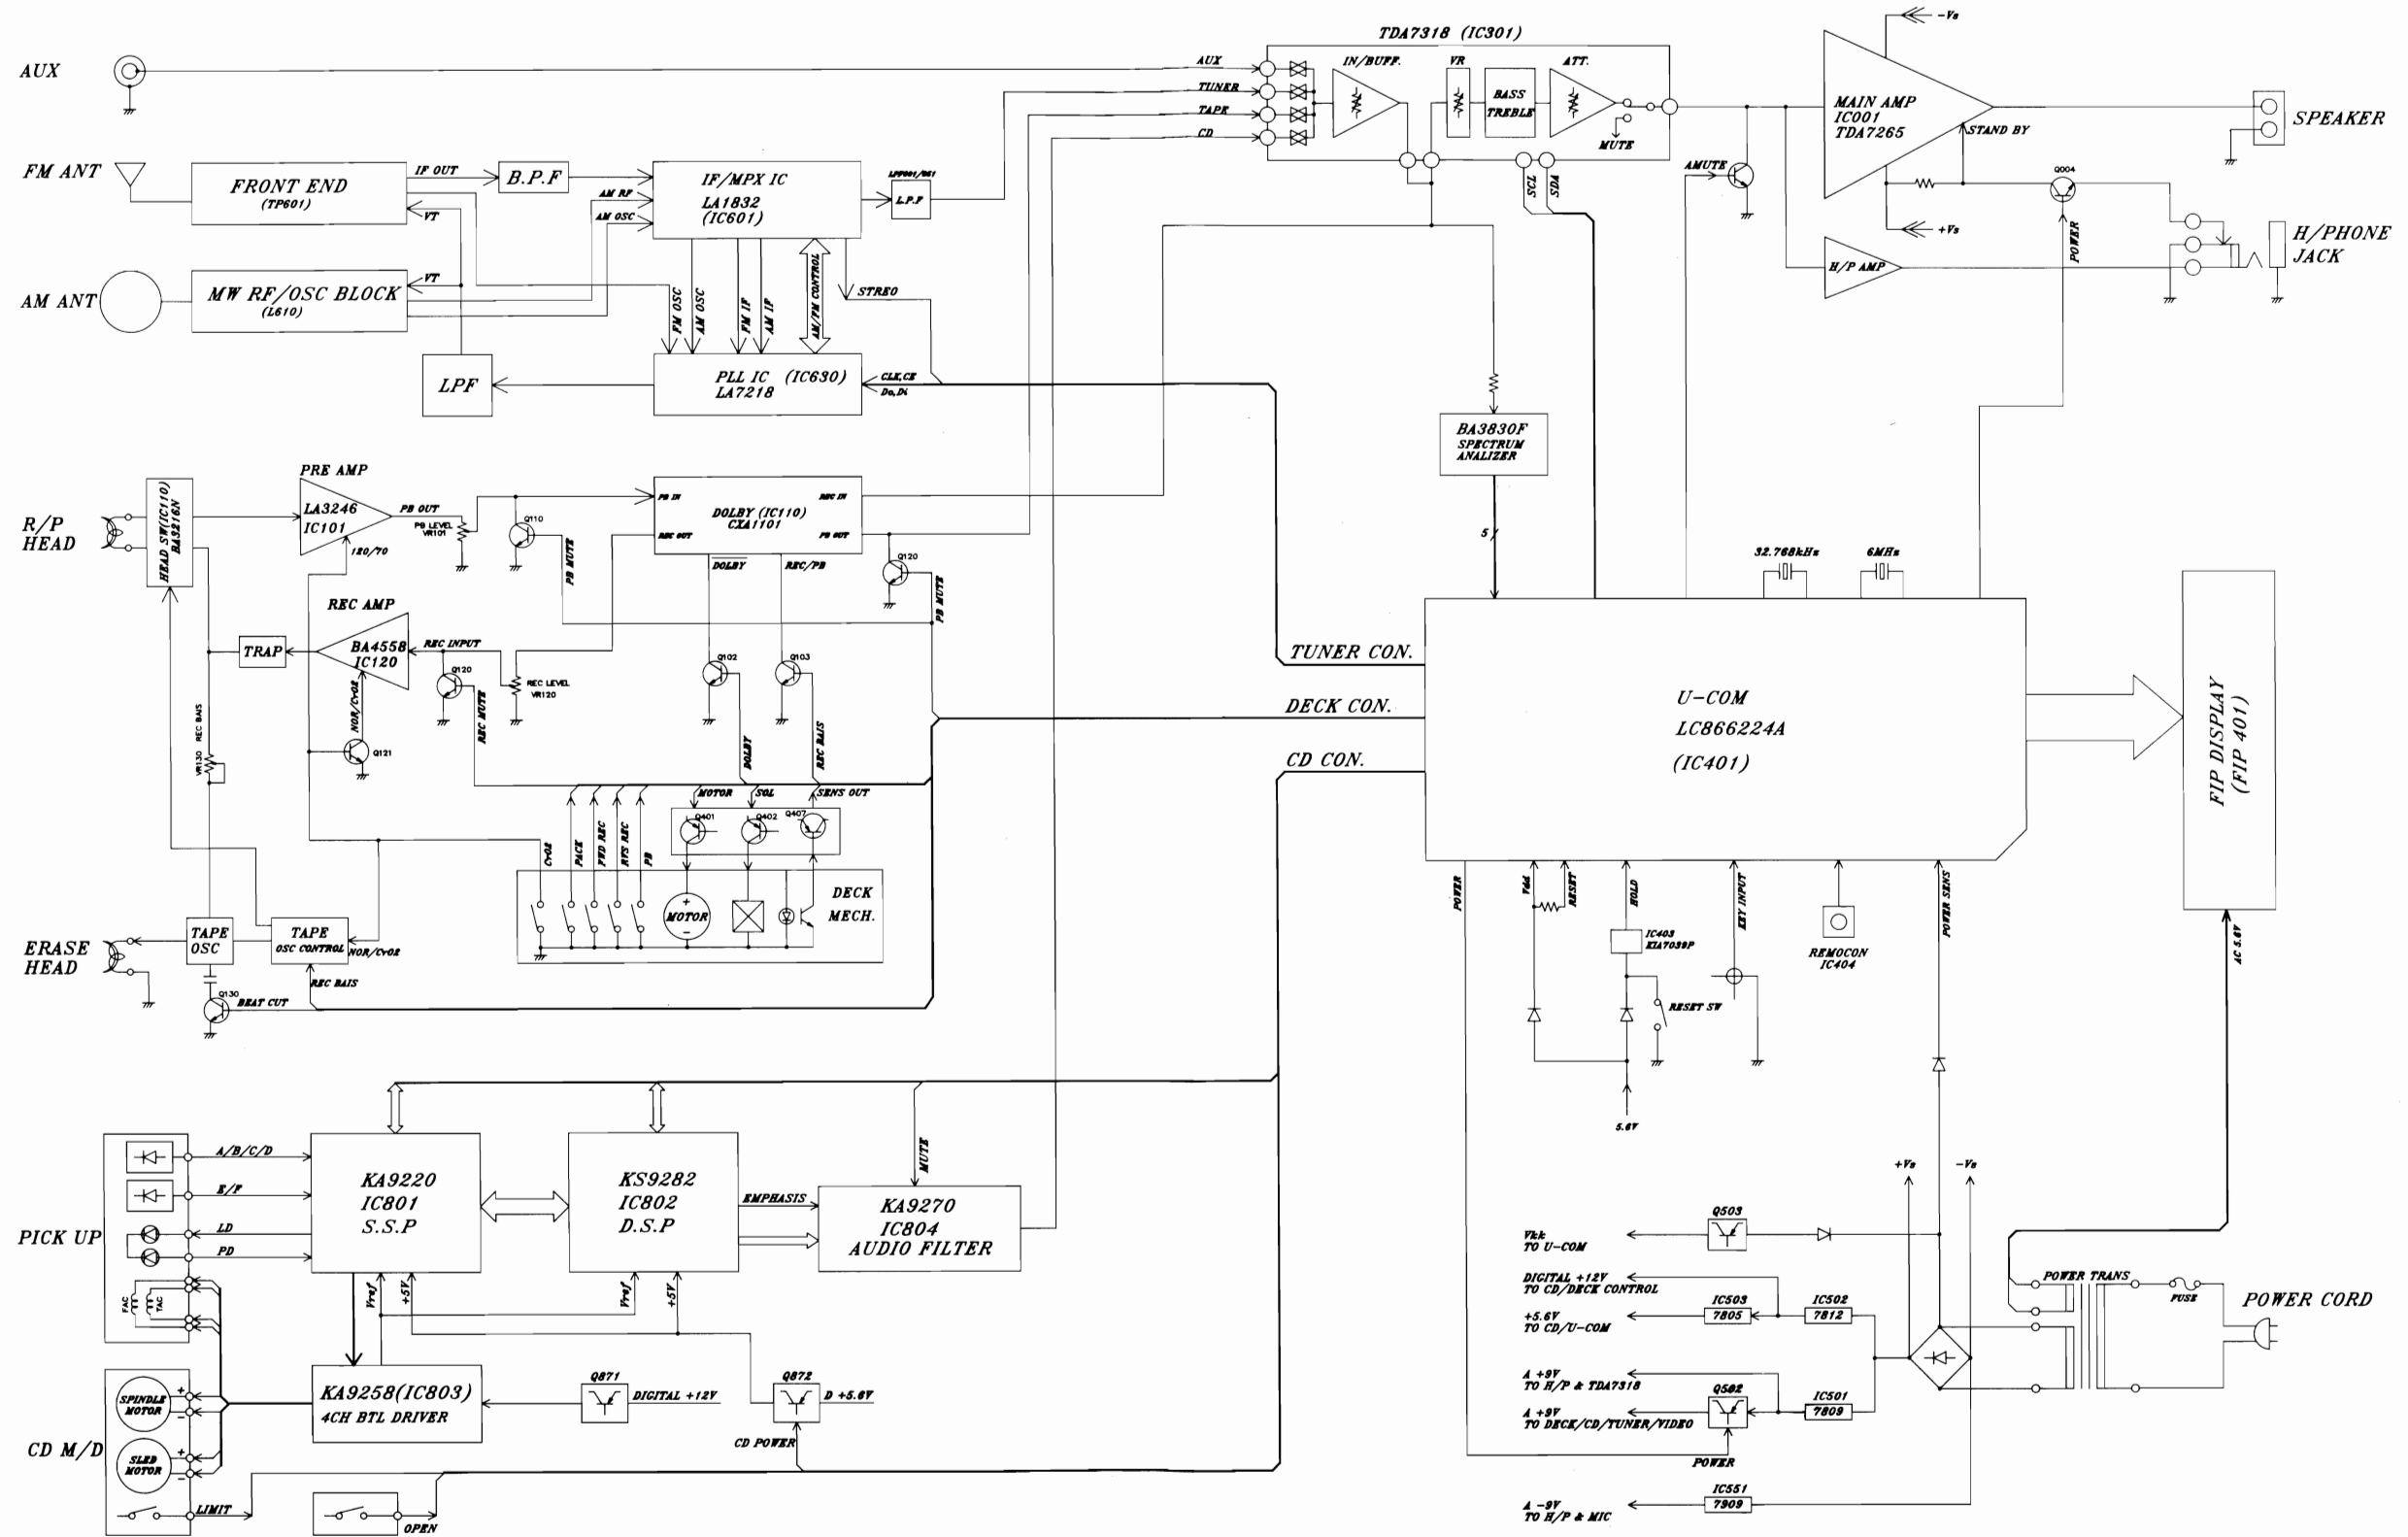 AUX
FM ANT
AM ANT
FRONT END
(TP601)
IF OUT
VT
B.P.F
AM RF
AM OSC
MW RF/OSC BLOCK
(L610)
VT
IF/MPX IC
LA1832
(IC601)
L.P.F
FM OSC
AM OSC
FM IF
AM IF
AM/FM CONTROL
STREO
LPF
PLL IC (IC630)
LA7218
CLK,CE
Do,Di
TDA7318 (IC301)
AUX
TUNER
TAPE
CD
IN/BUFF.
VR
BASS
TREBLE
ATT.
MUTE
SCL
SDA
AMUTE
-Vs
MAIN AMP
IC001
TDA7265
STAND BY
+Vs
Q004
POWER
H/P AMP
SPEAKER
H/PHONE
JACK
BA3830F
SPECTRUM
ANALIZER
5
R/P
HEAD
HEAD SW(IC110)
BA3216N
PRE AMP
LA3246
IC101
120/70
PB OUT
PB LEVEL
VR101
Q110
PB MUTE
PB IN
REC IN
DOLBY (IC110)
CXA1101
REC OUT
PB OUT
DOLBY
REC/PB
Q120
PB MUTE
REC AMP
BA4558
IC120
TRAP
REC INPUT
Q120
REC MUTE
REC LEVEL
VR120
NOR/CrO2
Q121
VR130 REC BAIS
Q102
DOLBY
Q103
REC BAIS
MOTOR
SOL
SENS OUT
Q401
Q402
Q407
CrO2
PACK
FWD REC
RVS REC
PB
+
MOTOR
-
DECK
MECH.
ERASE
HEAD
TAPE
OSC
TAPE
OSC CONTROL
NOR/CrO2
REC BAIS
Q130
BEAT CUT
TUNER CON.
DECK CON.
CD CON.
32.768kHz
6MHz
U-COM
LC866224A
(IC401)
FIP DISPLAY
(FIP 401)
POWER
Vdd
RESET
HOLD
KEY INPUT
POWER SENS
IC403
KIA7039P
RESET SW
5.6V
REMOCON
IC404
AC 5.6V
PICK UP
A/B/C/D
E/F
LD
PD
FAC
TAC
KA9220
IC801
S.S.P
Vref
+5V
KS9282
IC802
D.S.P
Vref
+5V
EMPHASIS
MUTE
KA9270
IC804
AUDIO FILTER
CD M/D
SPINDLE
MOTOR
+
-
SLED
MOTOR
+
-
LIMIT
OPEN
KA9258(IC803)
4CH BTL DRIVER
Q871
DIGITAL +12V
Q872
D +5.6V
CD POWER
+Vs
-Vs
Vkk
TO U-COM
Q503
DIGITAL +12V
TO CD/DECK CONTROL
+5.6V
TO CD/U-COM
IC503
7805
IC502
7812
A +9V
TO H/P & TDA7318
A +9V
TO DECK/CD/TUNER/VIDEO
Q502
IC501
7809
POWER
A -9V
TO H/P & MIC
IC551
7909
POWER TRANS
FUSE
POWER CORD